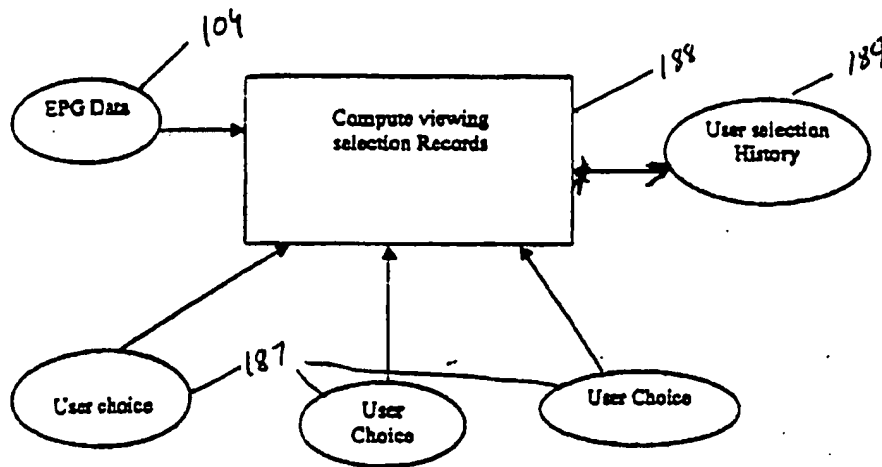 104
188
189
EPG Data
Compute viewing
selection Records
User selection
History
187
User choice
User
Choice
User Choice